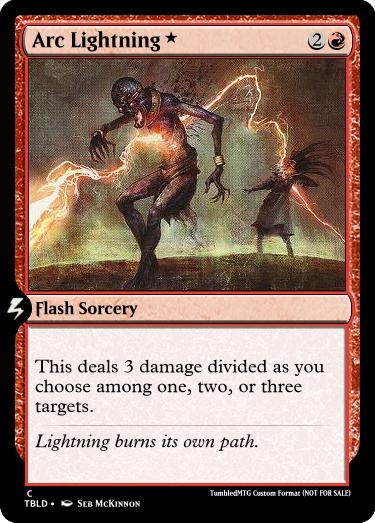 Arc Lightning ★ 2
Flash Sorcery
This deals 3 damage divided as you
choose among one, two, or three
targets.
Lightning burns its own path.
C
TBLD • Seb McKinnon
TumbledMTG Custom Format (NOT FOR SALE)